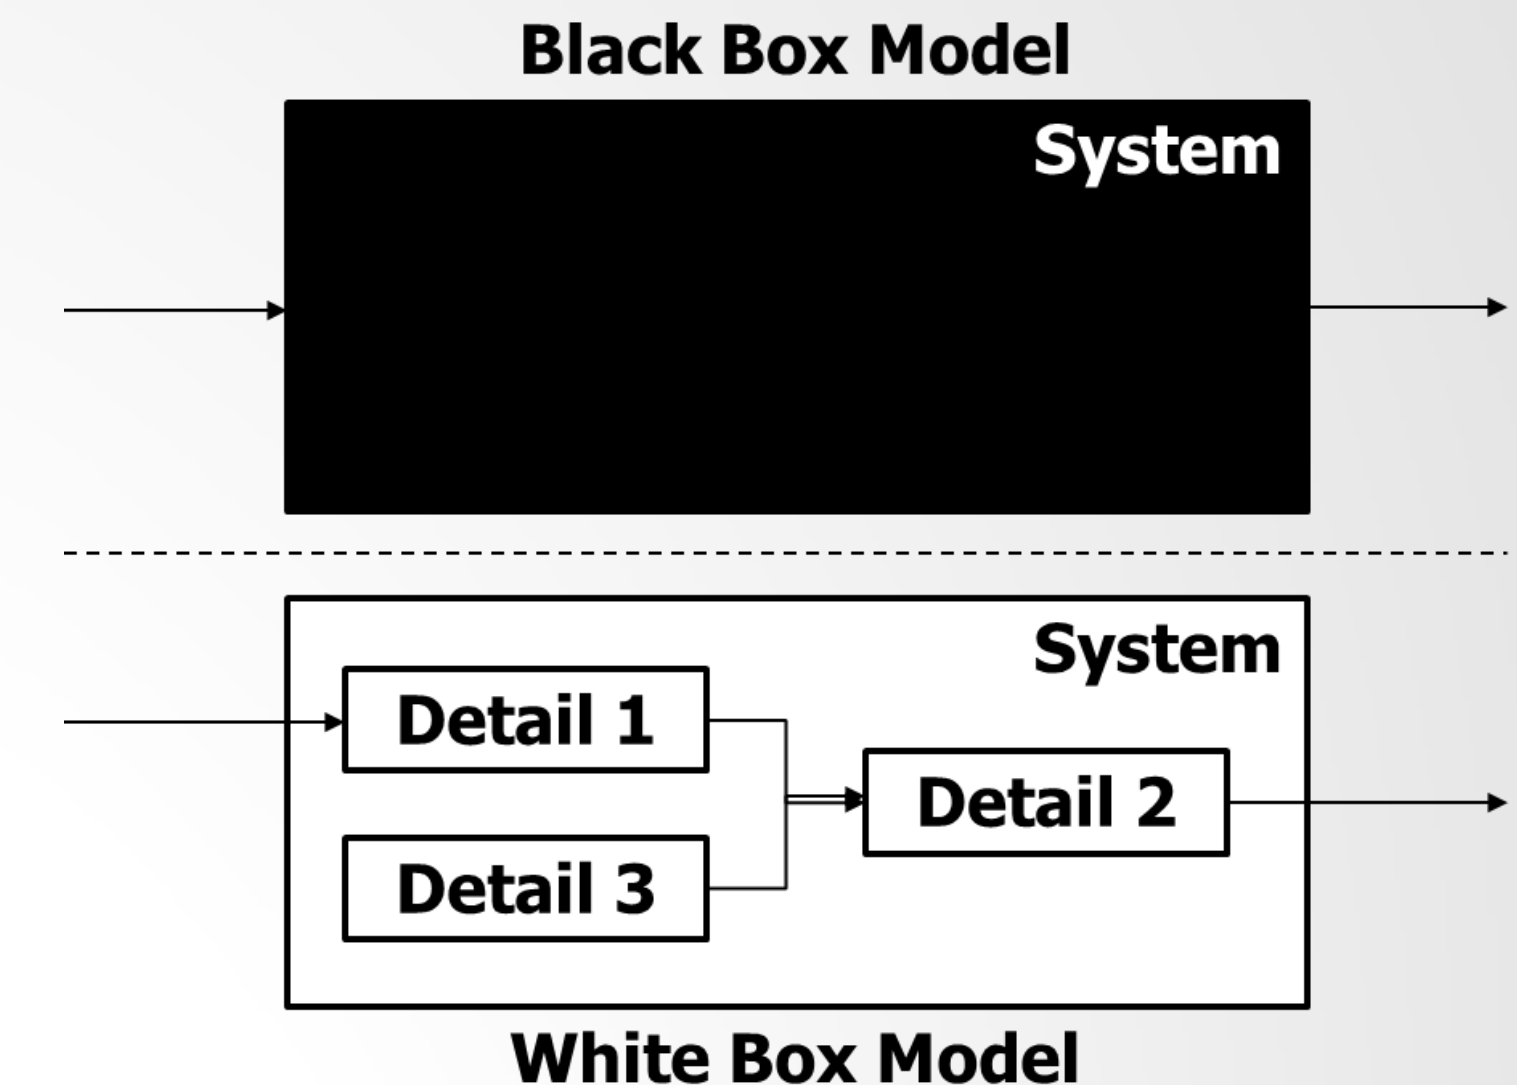 Black Box Model
System
System
Detail 1
Detail 2
Detail 3
White Box Model